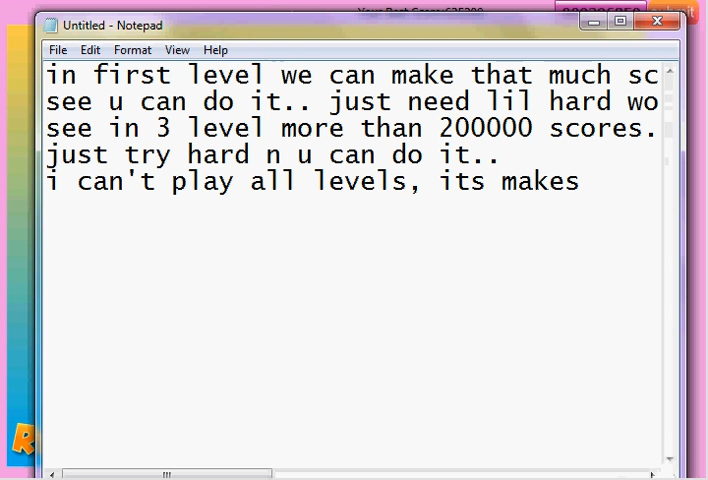 Untitled - Notepad
File Edit Format View Help
in first level we can make that much sc
see u can do it.. just need lil hard wo
see in 3 level more than 200000 scores.
just try hard n u can do it..
i can't play all levels, its makes